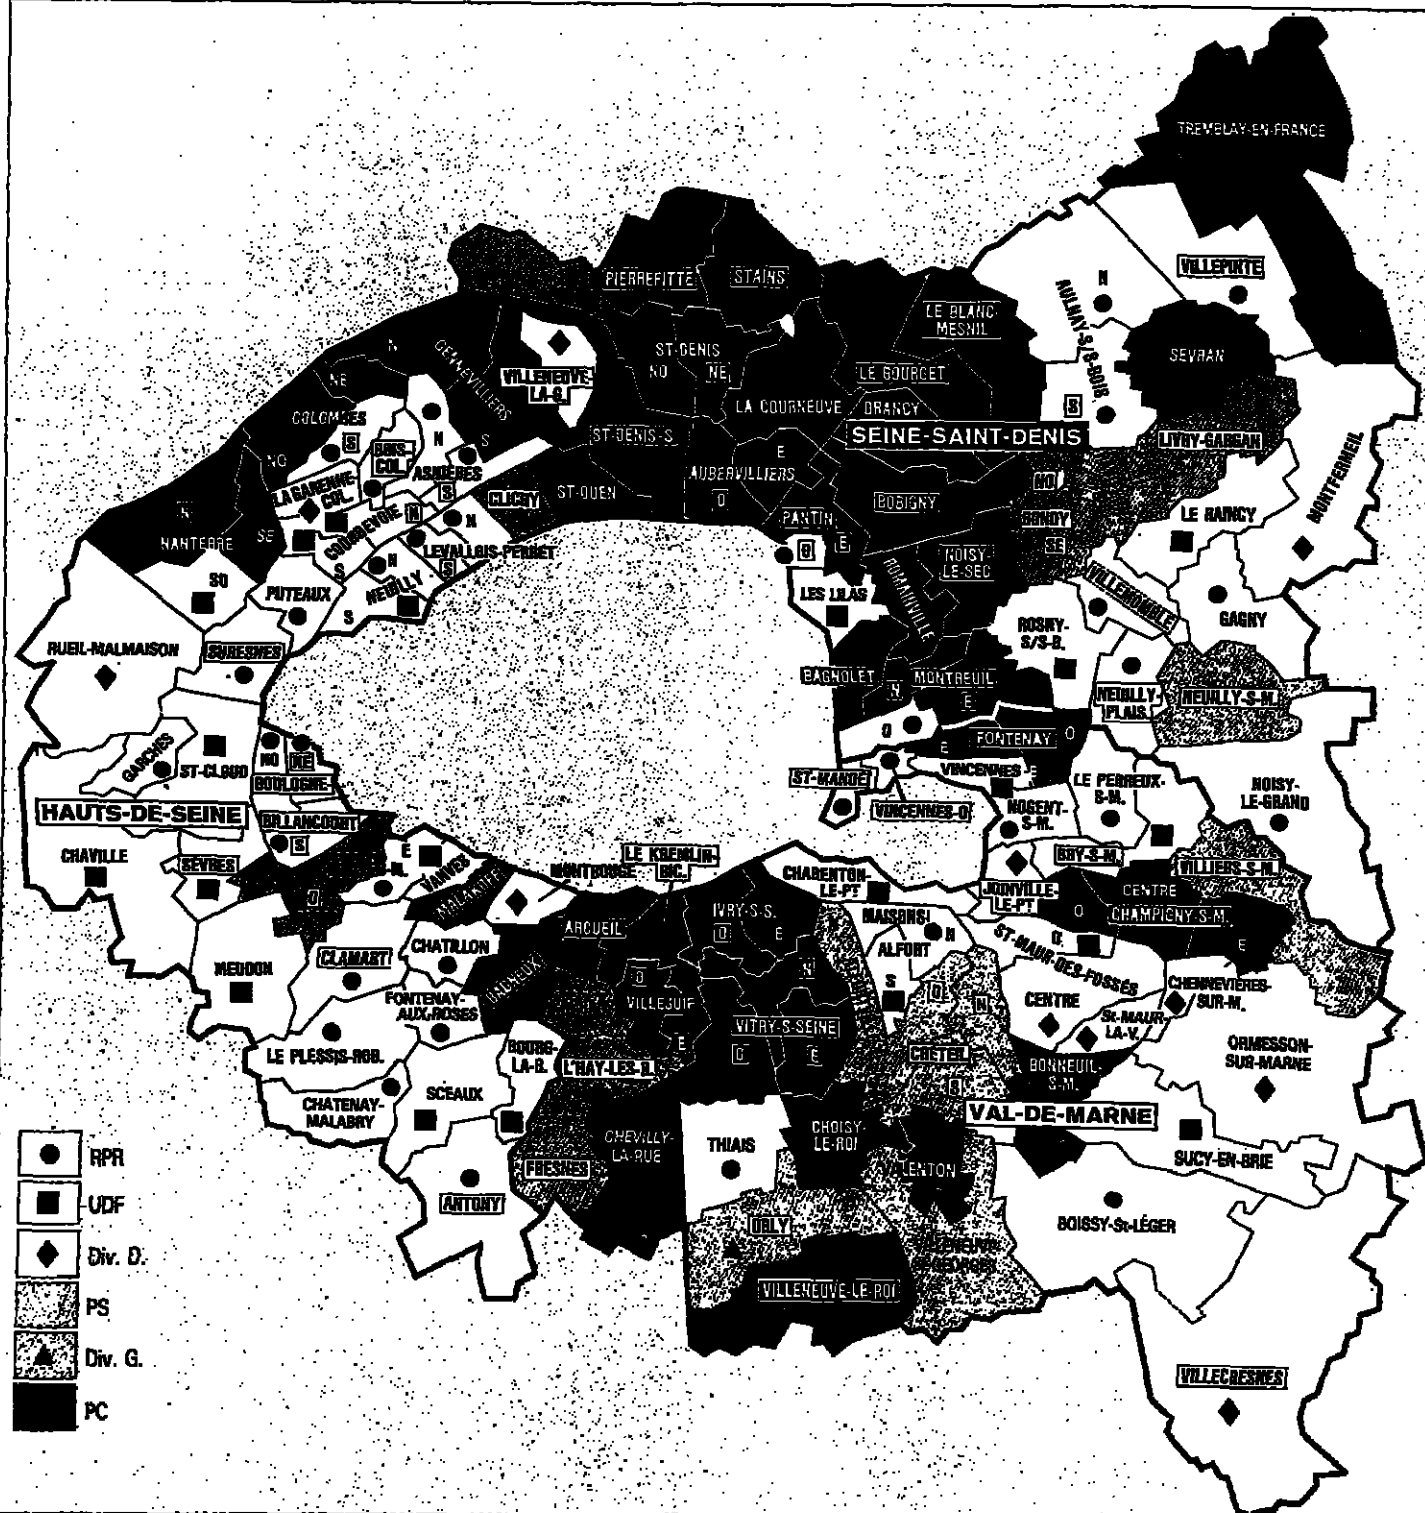 TREMBLAY-EN-FRANCE
PIERREFITTE
STAINS
VILLEPINTE
N
AULNAY-S/S-BOIS
S
LE BLANC-
MESNIL
SEVRAN
ST-DENIS
NO
NE
LE BOURGET
LA COURNEUVE
DRANCY
SEINE-SAINT-DENIS
LIVRY-GARGAN
MONTFERMEIL
N
GENNEVILLIERS
VILLENEUVE-
LA-G.
NE
COLOMBES
S
BOIS-
COL.
N
S
ASNIÈRES
S
ST-DENIS-S.
E
AUBERVILLIERS
O
NO
LA GARENNE-
COL.
CLICHY
ST-OUEN
BOBIGNY
NO
BONDY
SE
LE RAINCY
N
NANTERRE
SE
COURBEVOIE
N
N
LEVALLOIS-PERRET
S
PANTIN
O
E
NOISY-
LE-SEC
VILLEMOMBLE
GAGNY
SO
PUTEAUX
S
N
NEUILLY
S
LES LILAS
ROMAINVILLE
ROSNY-
S/S-B.
RUEIL-MALMAISON
SURESNES
BAGNOLET
N
MONTREUIL
E
O
NEUILLY-
PLAIS.
NEUILLY-S-M.
GARCHES
ST-CLOUD
NO
NE
BOULOGNE-
BILLANCOURT
S
E
FONTENAY
O
E
ST-MANDÉ
VINCENNES
VINCENNES-O
LE PERREUX-
S-M.
NOISY-
LE-GRAND
HAUTS-DE-SEINE
NOGENT-
S-M.
BRY-S-M.
VILLIERS-S-M.
CHAVILLE
SÈVRES
O
E
VANVES
MALAKOFF
MONTROUGE
LE KREMLIN-
BIC.
CHARENTON-
LE-PT
JOINVILLE-
LE-PT
O
CENTRE
CHAMPIGNY-S-M.
E
MEUDON
CLAMART
CHATILLON
BAGNEUX
ARCUEIL
IVRY-S-S.
O
E
MAISONS
ALFORT
N
S
ST-MAUR-DES-FOSSÉS
CENTRE
ST-MAUR-
LA-V.
CHENNEVIÈRES-
SUR-M.
FONTENAY-
AUX-ROSES
O
VILLEJUIF
E
N
VITRY-S-SEINE
O
E
O
N
CRÉTEIL
S
BONNEUIL-
S-M.
ORMESSON-
SUR-MARNE
LE PLESSIS-ROB.
BOURG-
LA-R.
L'HAY-LES-R.
CHATENAY-
MALABRY
SCEAUX
VAL-DE-MARNE
SUCY-EN-BRIE
RPR
CHEVILLY-
LA-RUE
THIAIS
CHOISY-
LE-ROI
VALENTON
FRESNES
ANTONY
UDF
BOISSY-St-LÉGER
Div. D.
ORLY
VILLENEUVE-
ST-GEORGES
VILLENEUVE-LE-ROI
PS
Div. G.
VILLECRESNES
PC